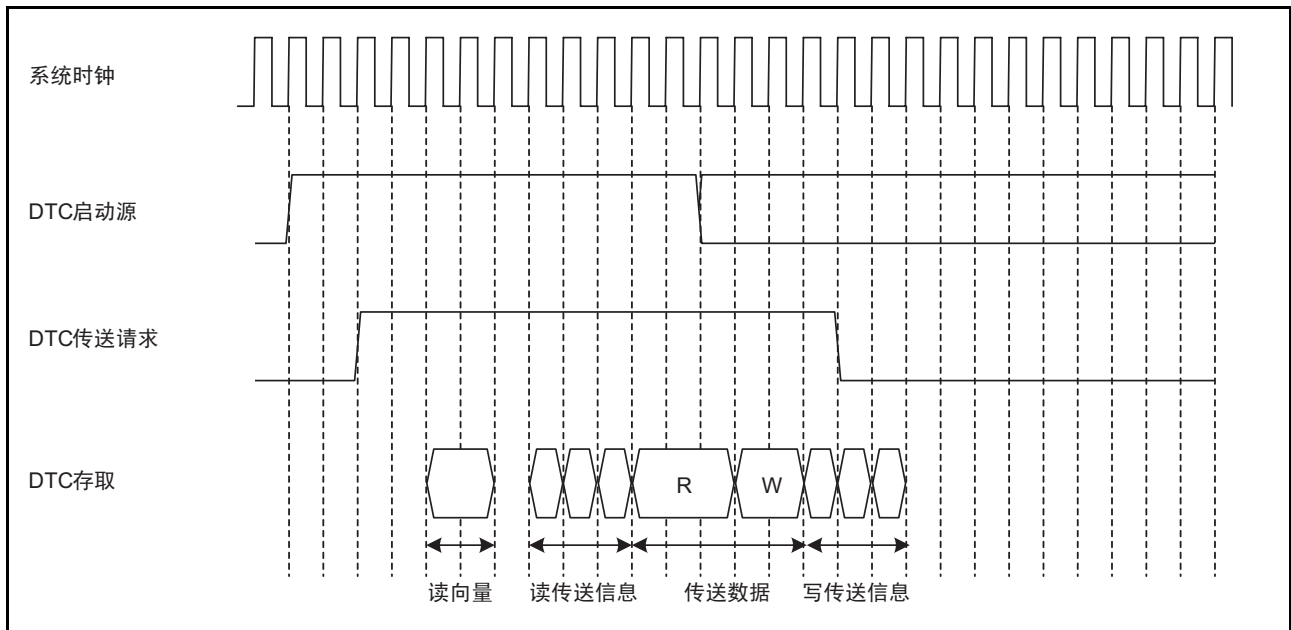 系统时钟
DTC启动源
DTC传送请求
DTC存取
R W
读向量 读传送信息 传送数据 写传送信息